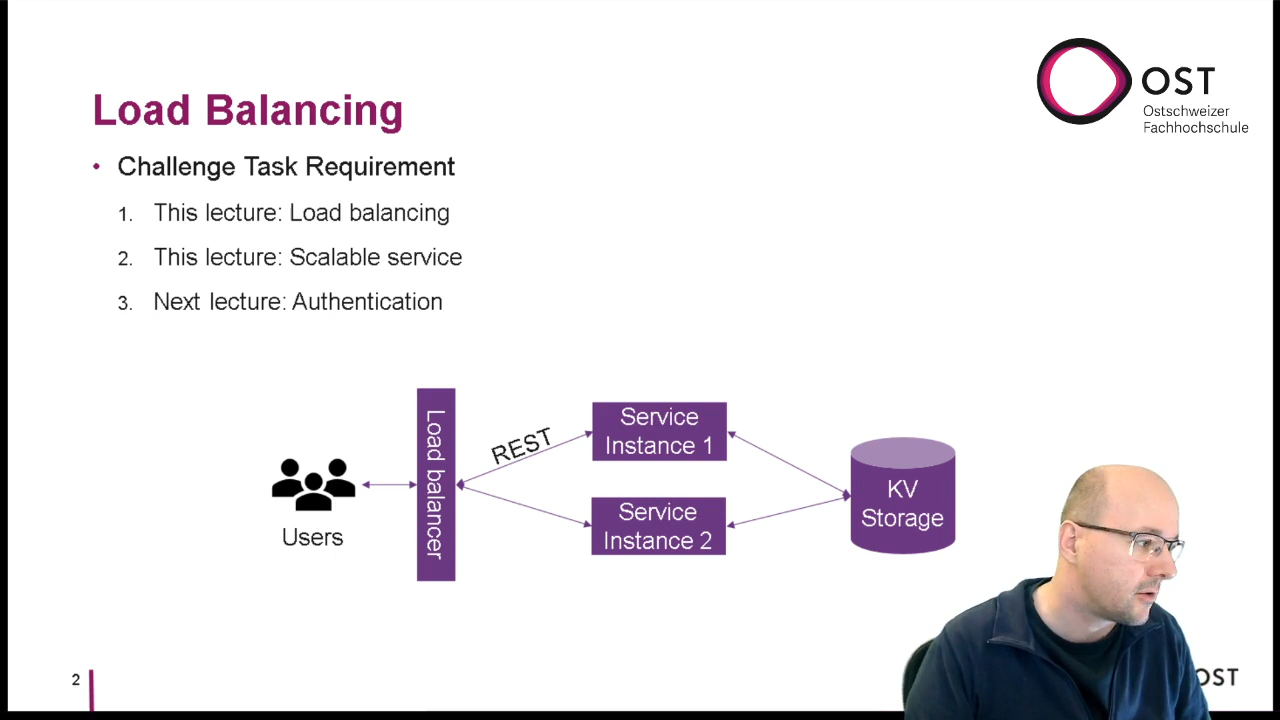 OST
Ostschweizer
Fachhochschule
Load Balancing
• Challenge Task Requirement
1. This lecture: Load balancing
2. This lecture: Scalable service
3. Next lecture: Authentication
Users
Load balancer
REST
Service
Instance 1
Service
Instance 2
KV
Storage
2
OST